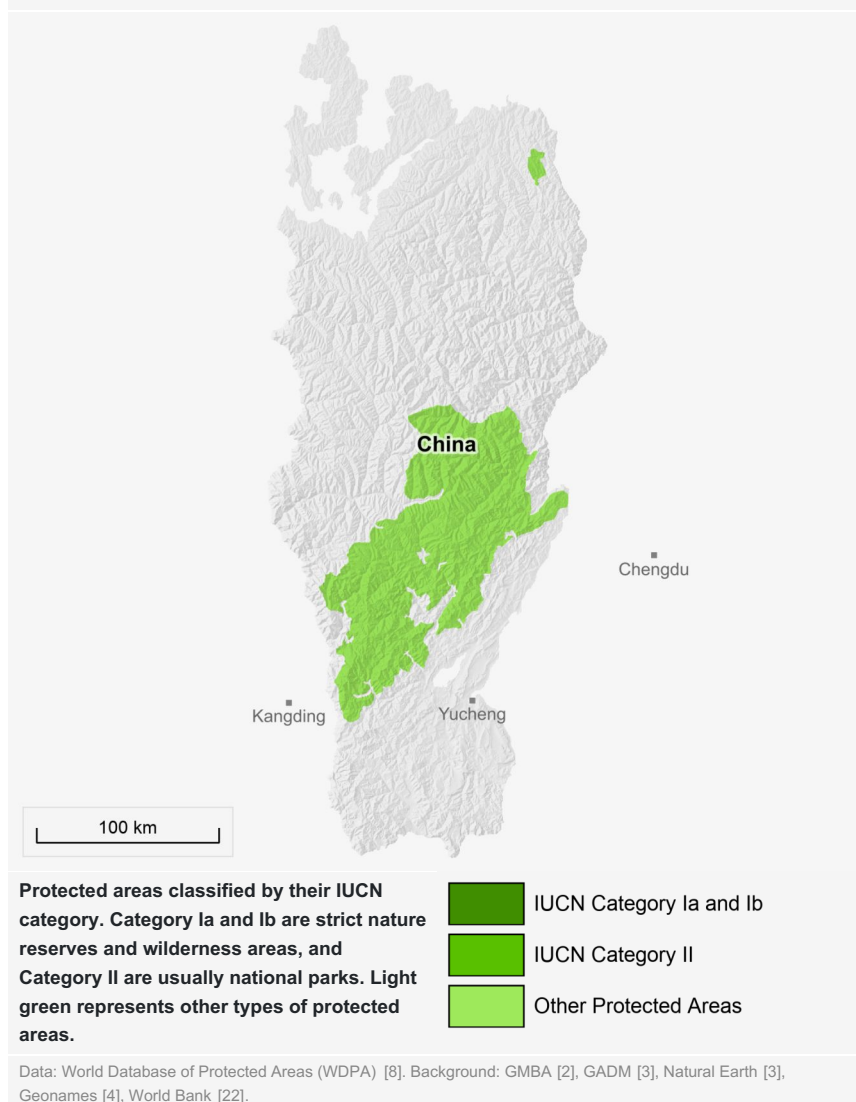 China
Chengdu
Kangding
Yucheng
100 km
Protected areas classified by their IUCN
category. Category Ia and Ib are strict nature
reserves and wilderness areas, and
Category II are usually national parks. Light
green represents other types of protected
areas.
IUCN Category Ia and Ib
IUCN Category II
Other Protected Areas
Data: World Database of Protected Areas (WDPA) [8]. Background: GMBA [2], GADM [3], Natural Earth [3],
Geonames [4], World Bank [22].